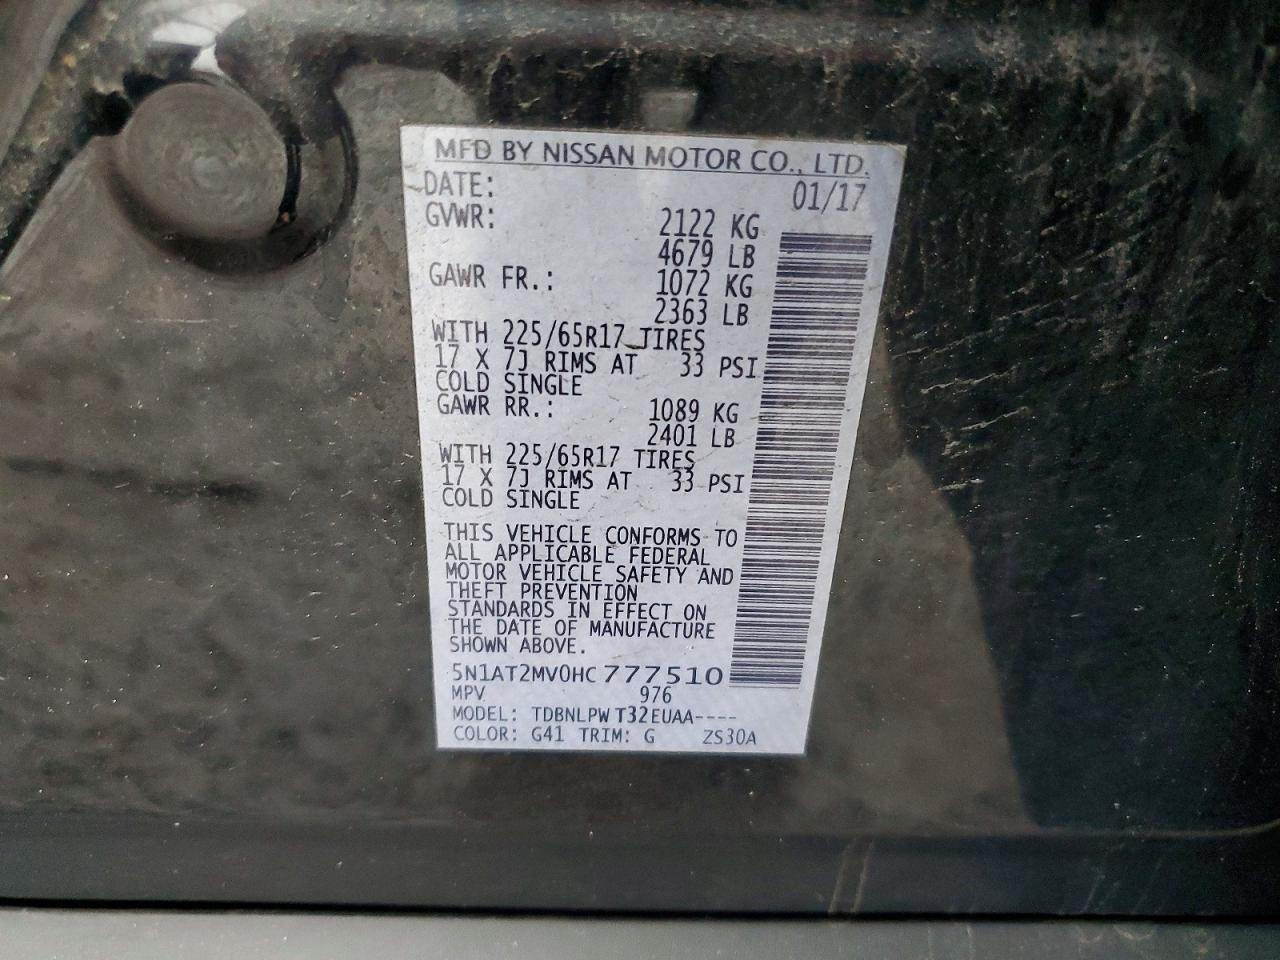 MFD BY NISSAN MOTOR CO., LTD.
DATE: 01/17
GVWR: 2122 KG
4679 LB
GAWR FR.: 1072 KG
2363 LB
WITH 225/65R17 TIRES
17 X 7J RIMS AT 33 PSI
COLD SINGLE
GAWR RR.: 1089 KG
2401 LB
WITH 225/65R17 TIRES
17 X 7J RIMS AT 33 PSI
COLD SINGLE
THIS VEHICLE CONFORMS TO
ALL APPLICABLE FEDERAL
MOTOR VEHICLE SAFETY AND
THEFT PREVENTION
STANDARDS IN EFFECT ON
THE DATE OF MANUFACTURE
SHOWN ABOVE.
5N1AT2MV0HC777510
MPV 976
MODEL: TDBNLPW T32EUAA----
COLOR: G41 TRIM: G ZS30A